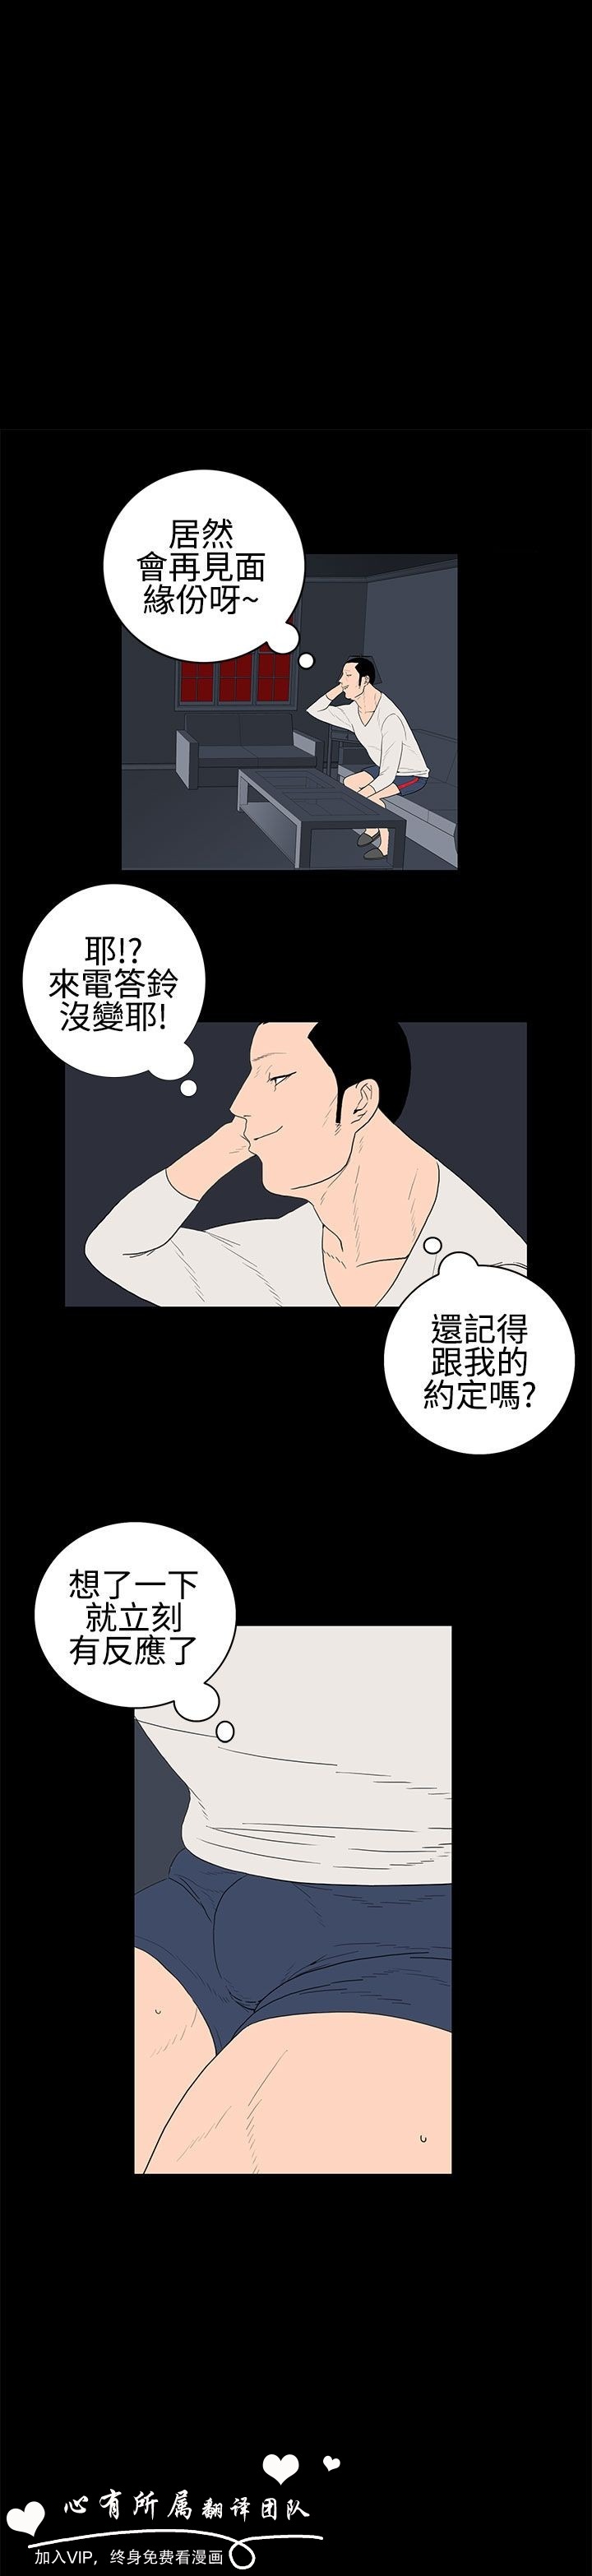 居然
會再見面
緣份呀~
耶!?
來電答鈴
沒變耶!
還記得
跟我的
約定嗎?
想了一下
就立刻
有反應了
心有所属翻译团队
加入VIP，终身免费看漫画